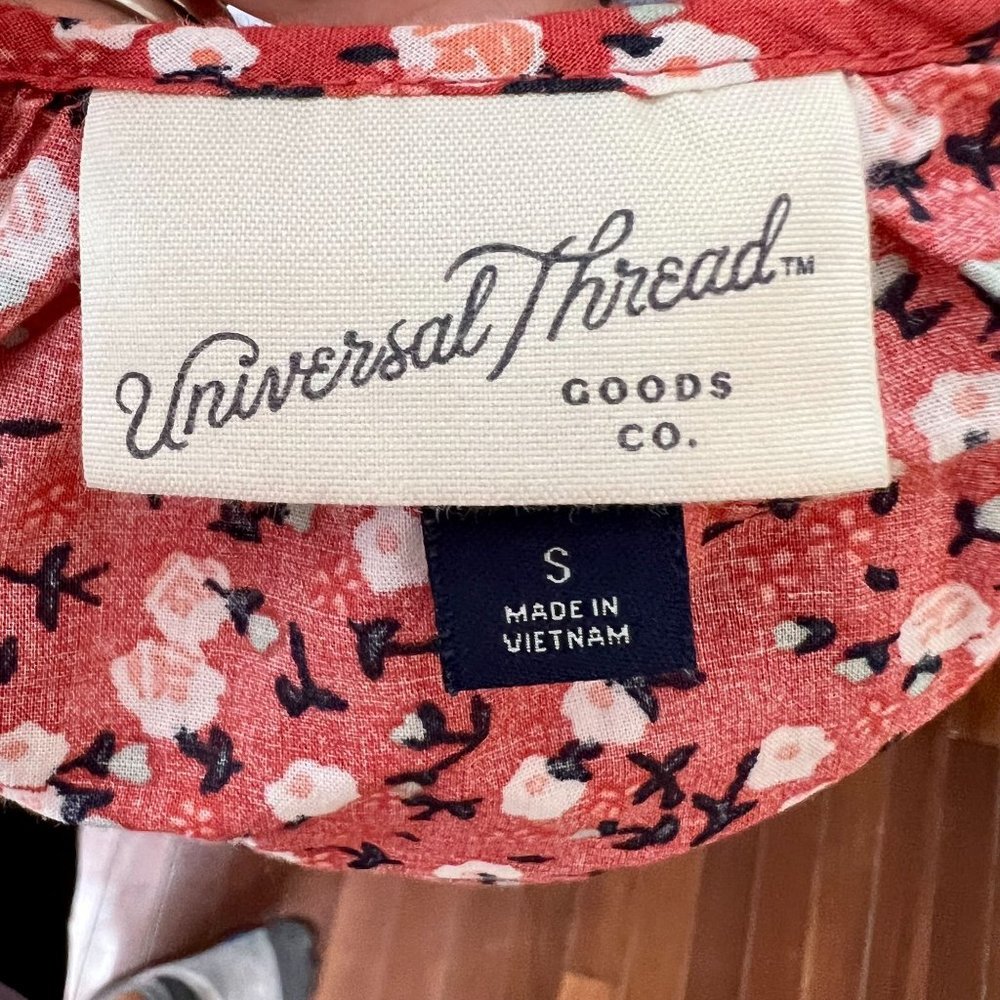 Universal Thread™
GOODS
CO.
S
MADE IN
VIETNAM